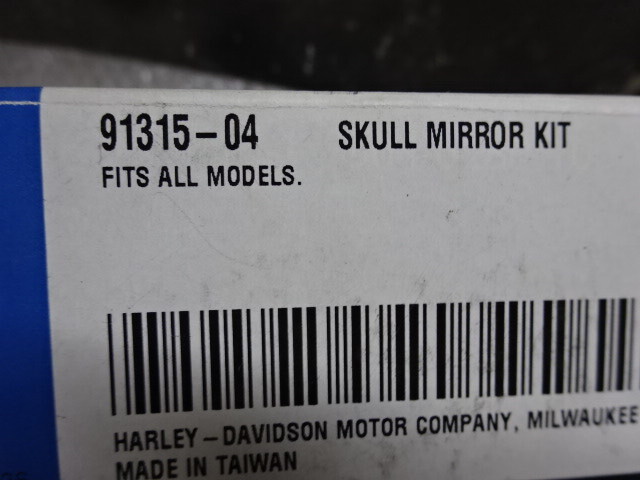 91315-04 SKULL MIRROR KIT
FITS ALL MODELS.
HARLEY-DAVIDSON MOTOR COMPANY, MILWAUKEE
MADE IN TAIWAN